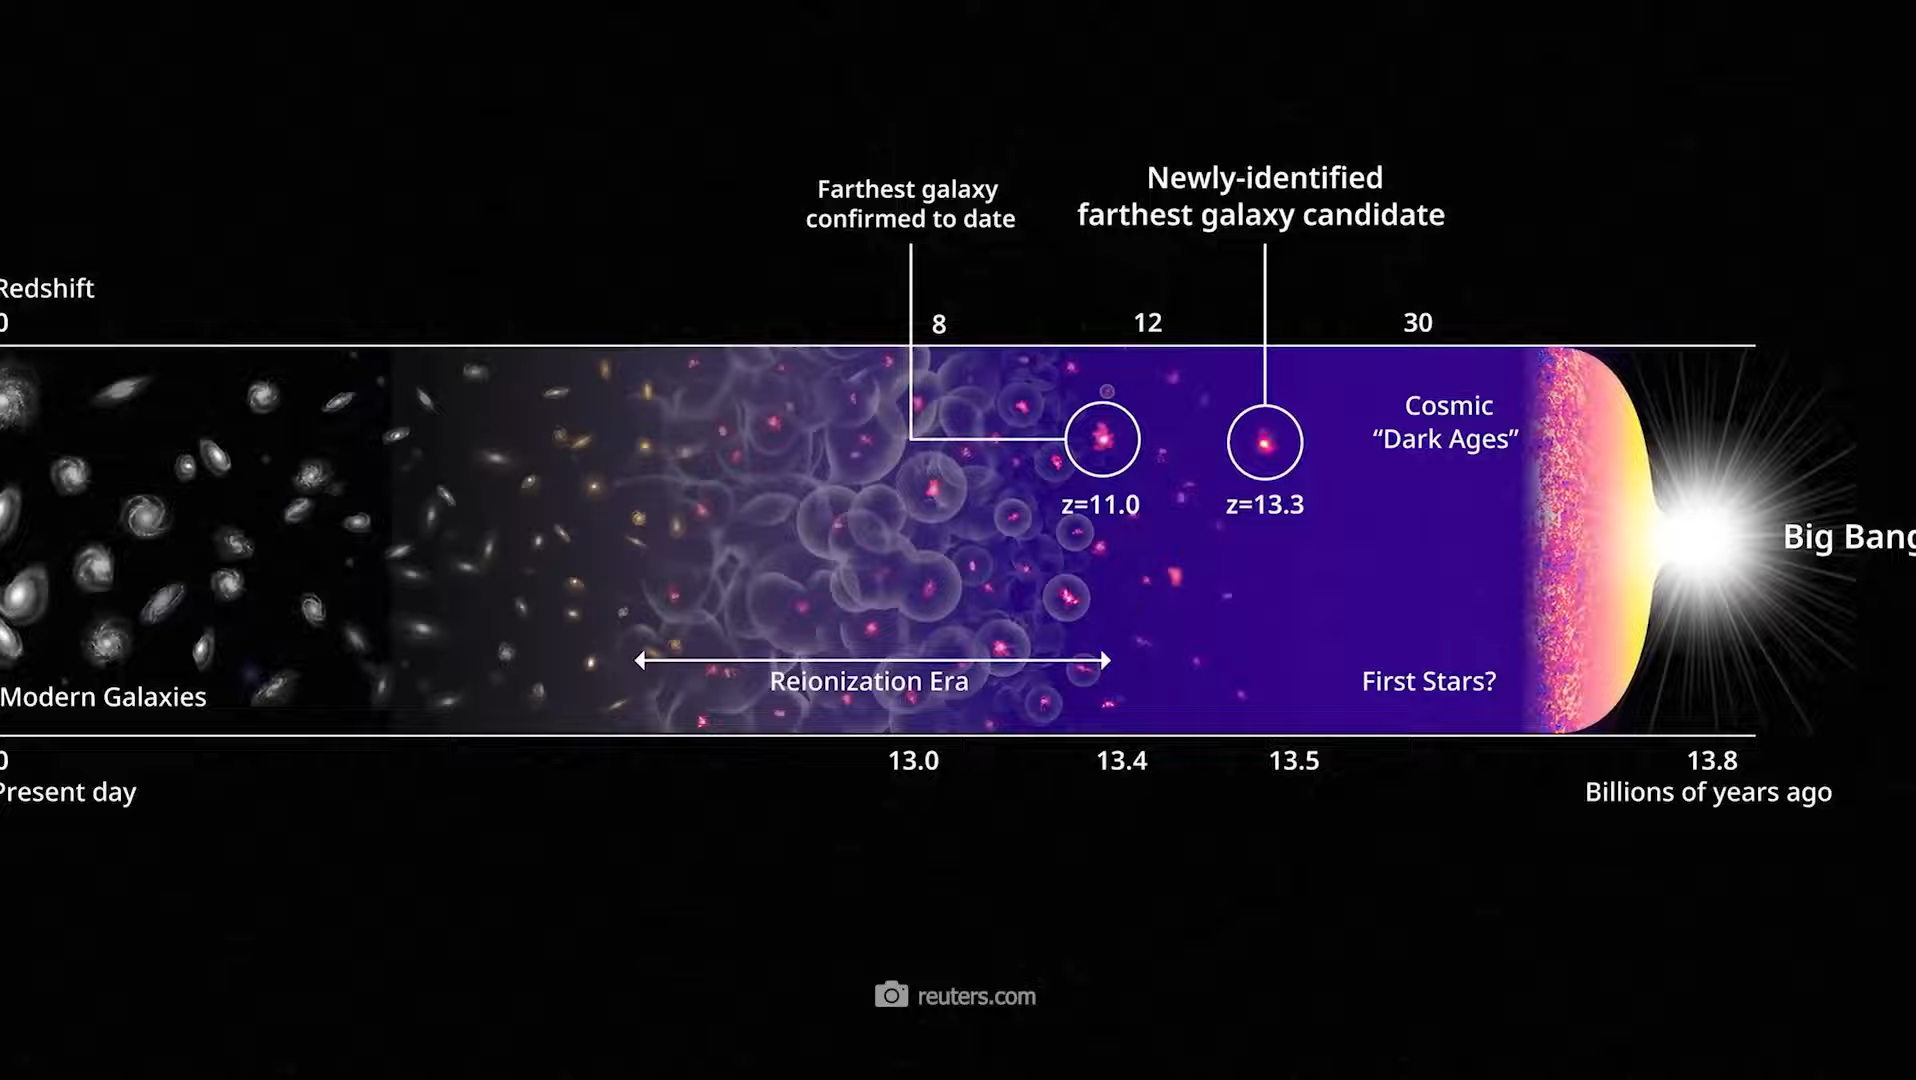 Farthest galaxy
confirmed to date
Newly-identified
farthest galaxy candidate
Redshift
0 8 12 30
Cosmic
“Dark Ages”
z=11.0 z=13.3
Reionization Era
First Stars?
Modern Galaxies
Big Bang
0 13.0 13.4 13.5 13.8
Present day
Billions of years ago
reuters.com